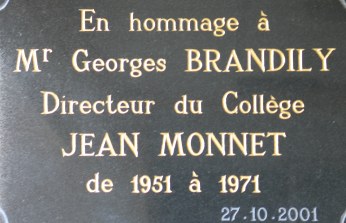 En hommage à
Mr Georges BRANDILY
Directeur du Collège
JEAN MONNET
de 1951 à 1971
27-10-2001